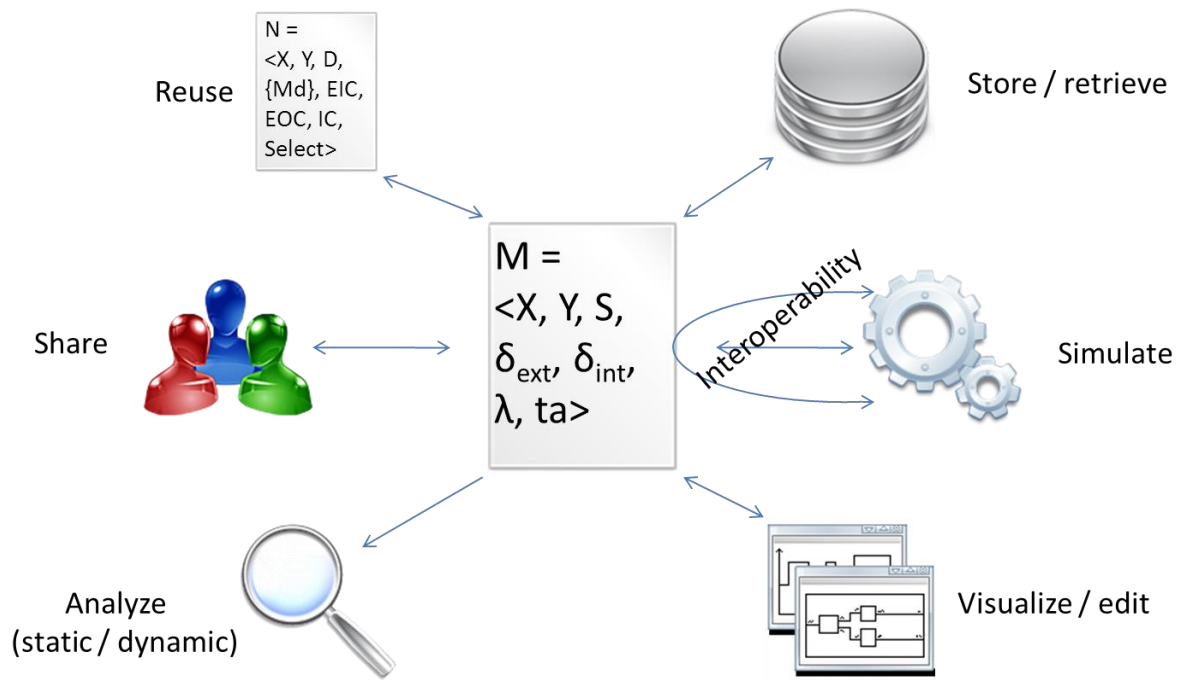 N =
<X, Y, D,
{Md}, EIC,
EOC, IC,
Select>
Reuse
Store / retrieve
M =
<X, Y, S,
δext, δint,
λ, ta>
Interoperability
Share
Simulate
Analyze
(static / dynamic)
Visualize / edit